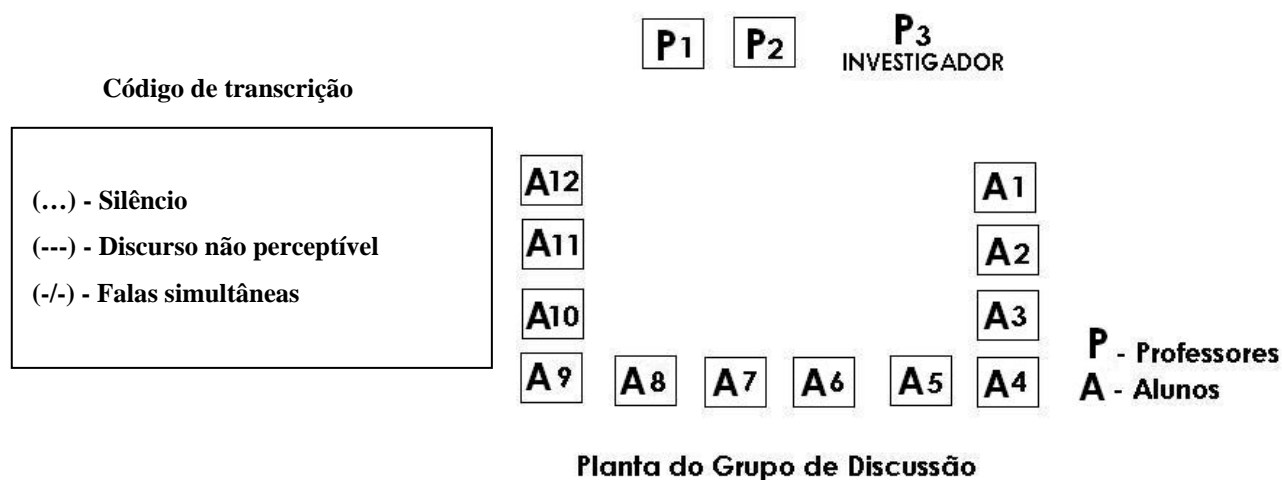 P1 P2 P3
INVESTIGADOR
Código de transcrição
(…) - Silêncio
(---) - Discurso não perceptível
(-/-) - Falas simultâneas
A12 A1
A11 A2
A10 A3
A9 A8 A7 A6 A5 A4
P - Professores
A - Alunos
Planta do Grupo de Discussão